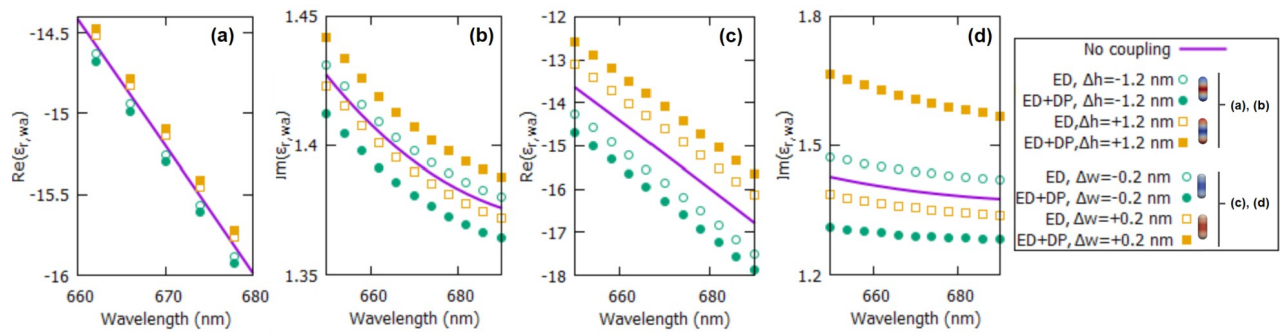 (a)
Re(εr,wa)
-14.5
-15
-15.5
-16
660 670 680
Wavelength (nm)
(b)
Im(εr,wa)
1.45
1.40
1.35
660 680
Wavelength (nm)
(c)
Re(εr,wa)
-12
-13
-14
-15
-16
-17
-18
660 680
Wavelength (nm)
(d)
Im(εr,wa)
1.8
1.5
1.2
660 680
Wavelength (nm)
No coupling
ED, Δh=-1.2 nm
ED+DP, Δh=-1.2 nm
ED,Δh=+1.2 nm
ED+DP,Δh=+1.2 nm
(a), (b)
ED, Δw=-0.2 nm
ED+DP, Δw=-0.2 nm
ED, Δw=+0.2 nm
ED+DP, Δw=+0.2 nm
(c), (d)